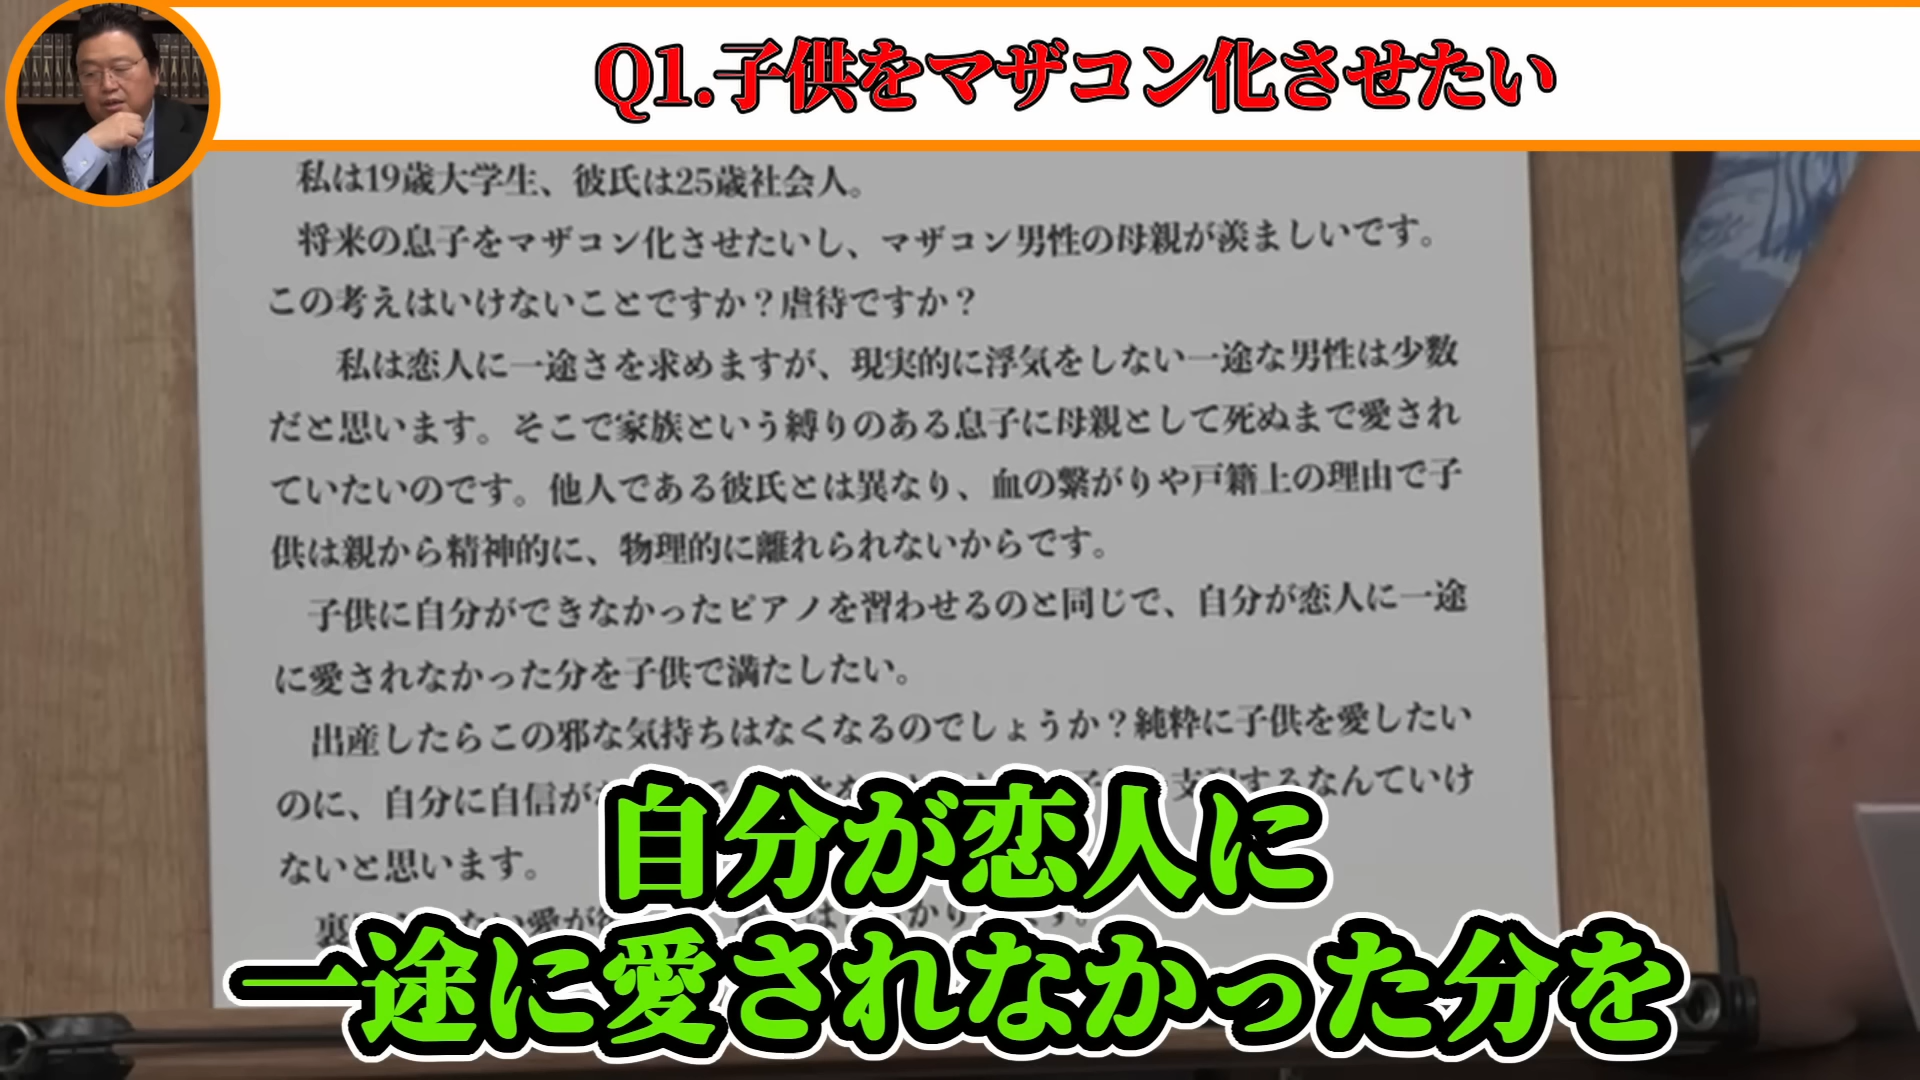 Q1.子供をマザコン化させたい
私は19歳大学生、彼氏は25歳社会人。
将来の息子をマザコン化させたいし、マザコン男性の母親が羨ましいです。
この考えはいけないことですか？虐待ですか？
私は恋人に一途さを求めますが、現実的に浮気をしない一途な男性は少数
だと思います。そこで家族という縛りのある息子に母親として死ぬまで愛され
ていたいのです。他人である彼氏とは異なり、血の繋がりや戸籍上の理由で子
供は親から精神的に、物理的に離れられないからです。
子供に自分ができなかったピアノを習わせるのと同じで、自分が恋人に一途
に愛されなかった分を子供で満たしたい。
出産したらこの邪な気持ちはなくなるのでしょうか？純粋に子供を愛したい
のに、自分に自信が 支配するなんていけ
ないと思います。
裏 ない愛が
自分が恋人に
一途に愛されなかった分を